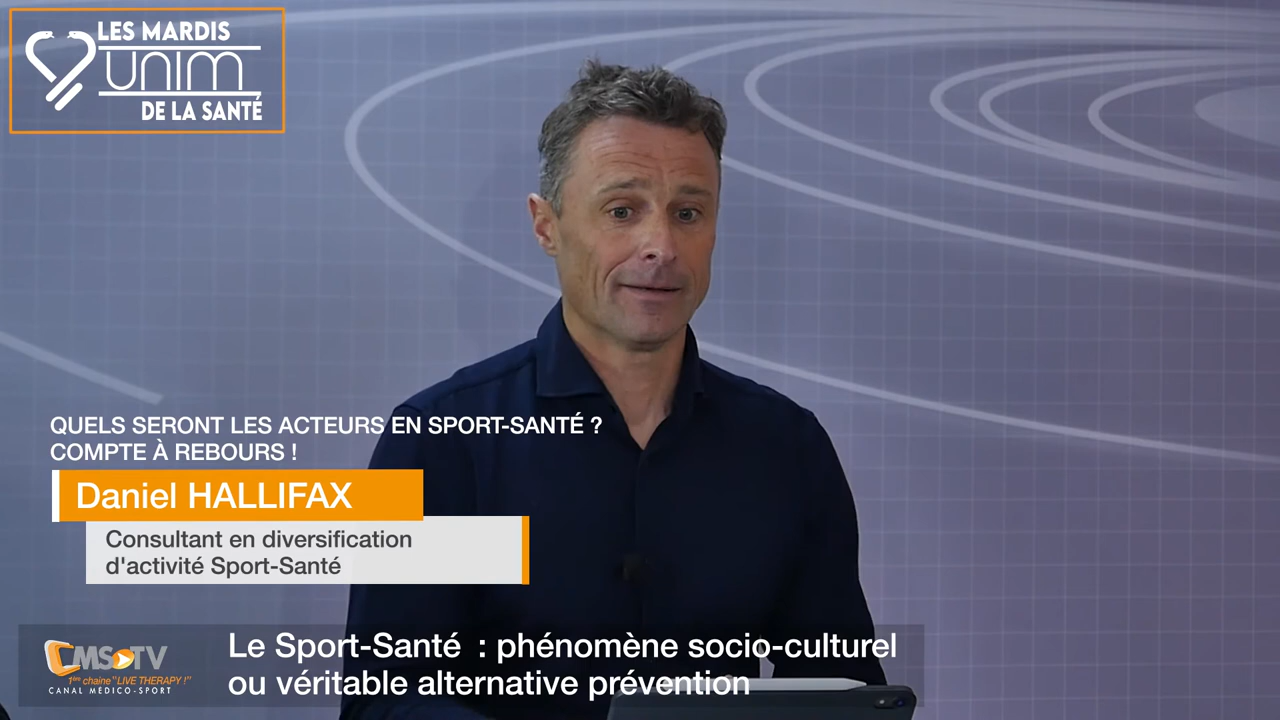 LES MARDIS
UNIM
DE LA SANTÉ
QUELS SERONT LES ACTEURS EN SPORT-SANTÉ ?
COMPTE À REBOURS !
Daniel HALLIFAX
Consultant en diversification
d'activité Sport-Santé
CMS TV
1ère chaine "LIVE THERAPY !"
CANAL MÉDICO-SPORT
Le Sport-Santé : phénomène socio-culturel
ou véritable alternative prévention